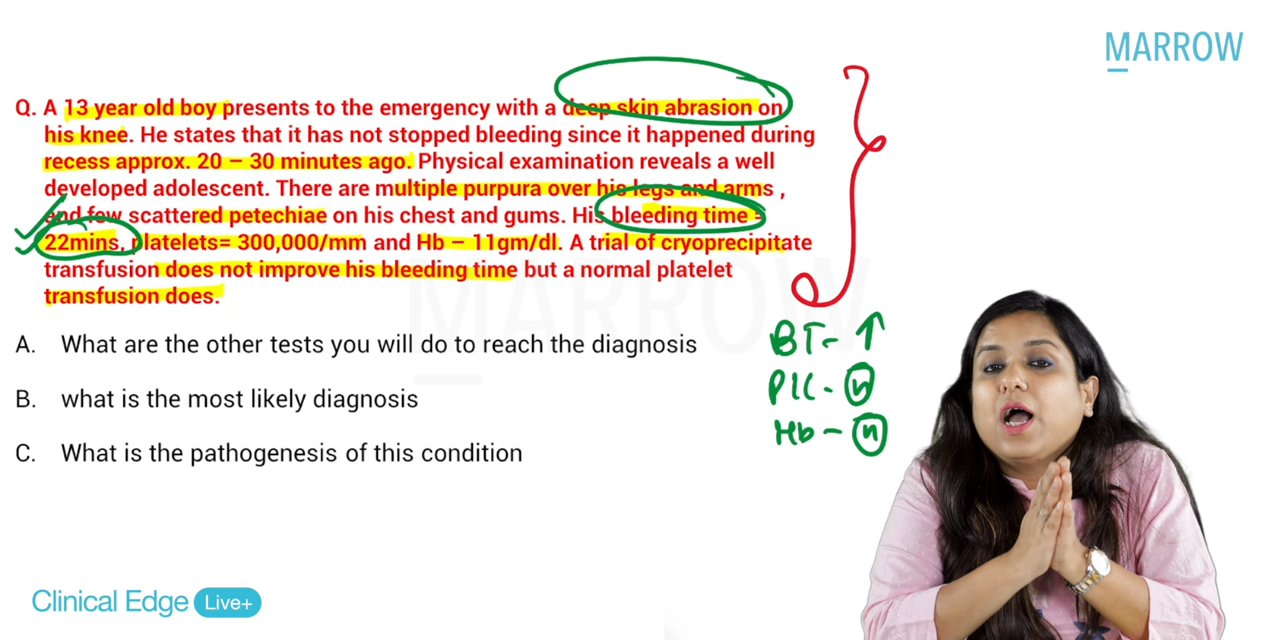 MARROW
Q. A 13 year old boy presents to the emergency with a deep skin abrasion on
his knee. He states that it has not stopped bleeding since it happened during
recess approx. 20 – 30 minutes ago. Physical examination reveals a well
developed adolescent. There are multiple purpura over his legs and arms ,
and few scattered petechiae on his chest and gums. His bleeding time =
22mins, platelets= 300,000/mm and Hb – 11gm/dl. A trial of cryoprecipitate
transfusion does not improve his bleeding time but a normal platelet
transfusion does.
MARROW
BT- ↑
A. What are the other tests you will do to reach the diagnosis
PLC - n
B. what is the most likely diagnosis
Hb - n
C. What is the pathogenesis of this condition
Clinical Edge Live+